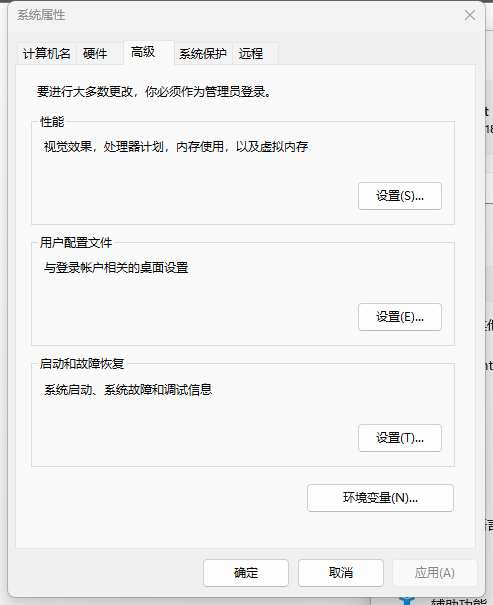 系统属性
计算机名
硬件
高级
系统保护
远程
要进行大多数更改，你必须作为管理员登录。
性能
视觉效果，处理器计划，内存使用，以及虚拟内存
设置(S)...
用户配置文件
与登录帐户相关的桌面设置
设置(E)...
启动和故障恢复
系统启动、系统故障和调试信息
设置(T)...
环境变量(N)...
确定
取消
应用(A)
辅助功能